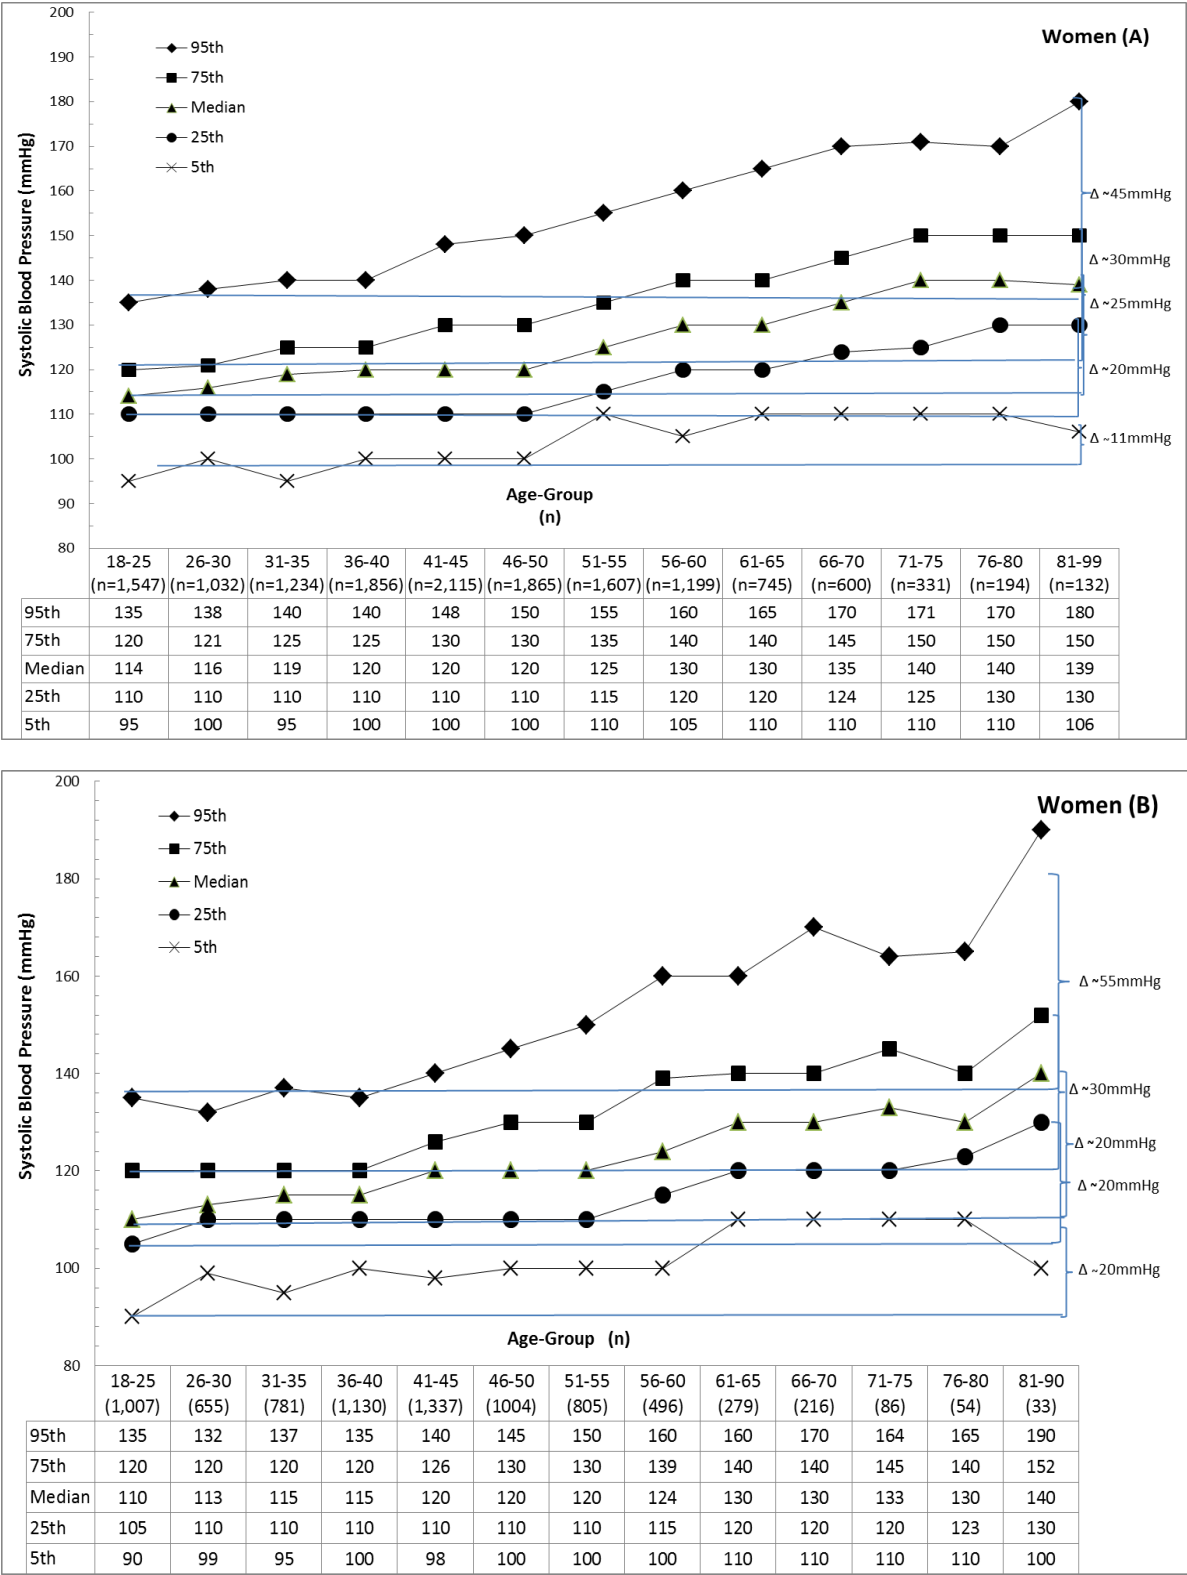 Women (A)
Systolic Blood Pressure (mmHg)
200
190
180
170
160
150
140
130
120
110
100
90
80
95th
75th
Median
25th
5th
Δ ~45mmHg
Δ ~30mmHg
Δ ~25mmHg
Δ ~20mmHg
Δ ~11mmHg
Age-Group
(n)
18-25 26-30 31-35 36-40 41-45 46-50 51-55 56-60 61-65 66-70 71-75 76-80 81-99
(n=1,547) (n=1,032) (n=1,234) (n=1,856) (n=2,115) (n=1,865) (n=1,607) (n=1,199) (n=745) (n=600) (n=331) (n=194) (n=132)
95th 135 138 140 140 148 150 155 160 165 170 171 170 180
75th 120 121 125 125 130 130 135 140 140 145 150 150 150
Median 114 116 119 120 120 120 125 130 130 135 140 140 139
25th 110 110 110 110 110 110 115 120 120 124 125 130 130
5th 95 100 95 100 100 100 110 105 110 110 110 110 106
Women (B)
Systolic Blood Pressure (mmHg)
200
180
160
140
120
100
80
95th
75th
Median
25th
5th
Δ ~55mmHg
Δ ~30mmHg
Δ ~20mmHg
Δ ~20mmHg
Δ ~20mmHg
Age-Group (n)
18-25 26-30 31-35 36-40 41-45 46-50 51-55 56-60 61-65 66-70 71-75 76-80 81-90
(1,007) (655) (781) (1,130) (1,337) (1004) (805) (496) (279) (216) (86) (54) (33)
95th 135 132 137 135 140 145 150 160 160 170 164 165 190
75th 120 120 120 120 126 130 130 139 140 140 145 140 152
Median 110 113 115 115 120 120 120 124 130 130 133 130 140
25th 105 110 110 110 110 110 110 115 120 120 120 123 130
5th 90 99 95 100 98 100 100 100 110 110 110 110 100